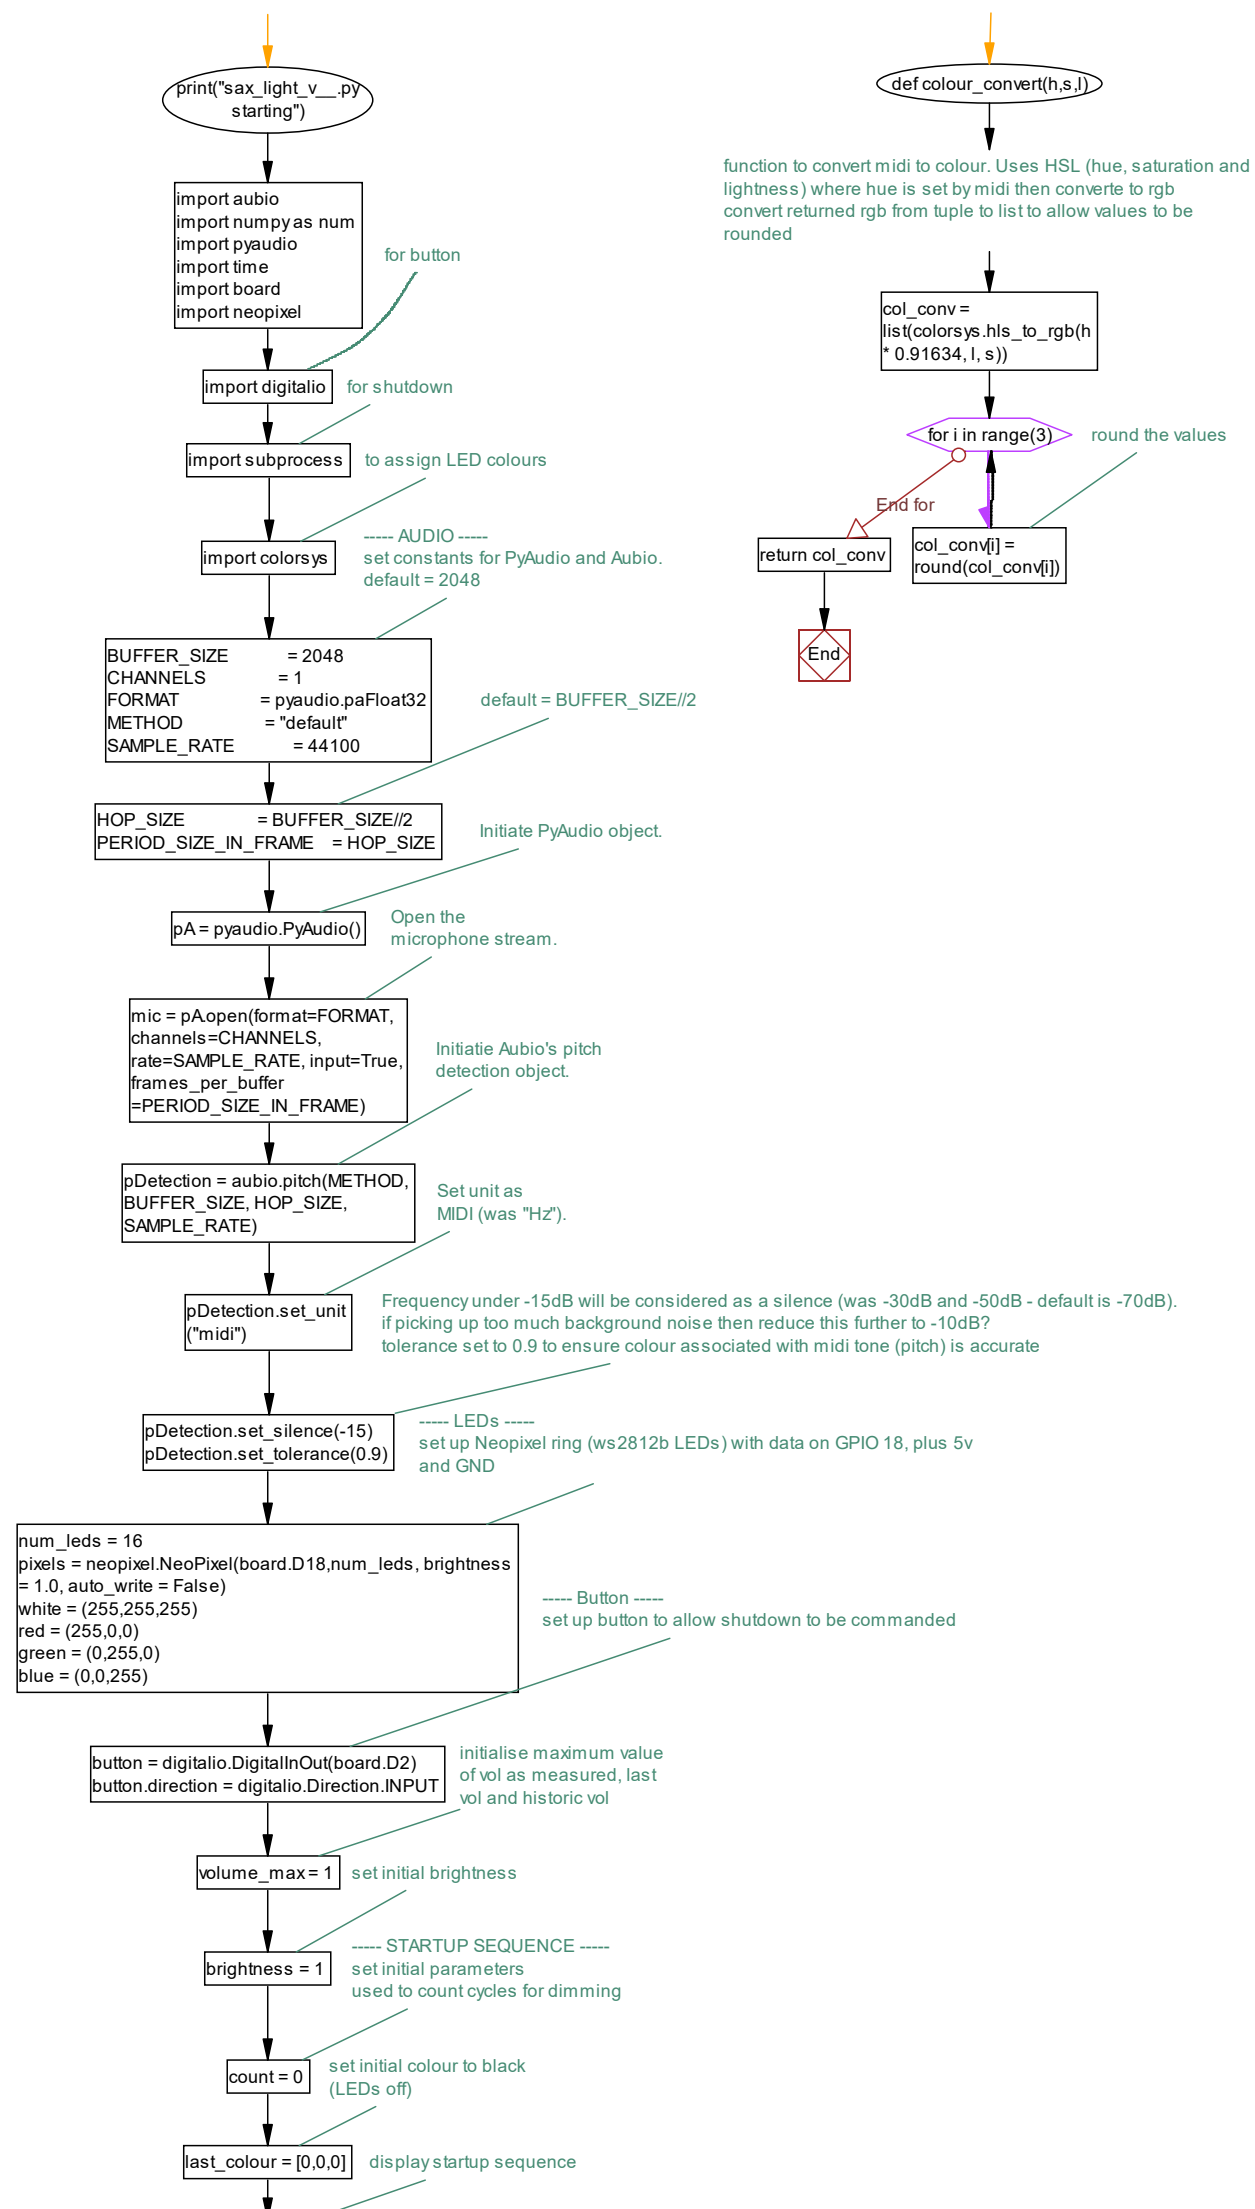 print("sax_light_v__.py
starting")
import aubio
import numpy as num
import pyaudio
import time
import board
import neopixel
for button
import digitalio
for shutdown
import subprocess
to assign LED colours
import colorsys
----- AUDIO -----
set constants for PyAudio and Aubio.
default = 2048
BUFFER_SIZE = 2048
CHANNELS = 1
FORMAT = pyaudio.paFloat32
METHOD = "default"
SAMPLE_RATE = 44100
default = BUFFER_SIZE//2
HOP_SIZE = BUFFER_SIZE//2
PERIOD_SIZE_IN_FRAME = HOP_SIZE
Initiate PyAudio object.
pA = pyaudio.PyAudio()
Open the
microphone stream.
mic = pA.open(format=FORMAT,
channels=CHANNELS,
rate=SAMPLE_RATE, input=True,
frames_per_buffer
=PERIOD_SIZE_IN_FRAME)
Initiatie Aubio's pitch
detection object.
pDetection = aubio.pitch(METHOD,
BUFFER_SIZE, HOP_SIZE,
SAMPLE_RATE)
Set unit as
MIDI (was "Hz").
pDetection.set_unit
("midi")
Frequency under -15dB will be considered as a silence (was -30dB and -50dB - default is -70dB).
if picking up too much background noise then reduce this further to -10dB?
tolerance set to 0.9 to ensure colour associated with midi tone (pitch) is accurate
pDetection.set_silence(-15)
pDetection.set_tolerance(0.9)
----- LEDs -----
set up Neopixel ring (ws2812b LEDs) with data on GPIO 18, plus 5v
and GND
num_leds = 16
pixels = neopixel.NeoPixel(board.D18,num_leds, brightness
= 1.0, auto_write = False)
white = (255,255,255)
red = (255,0,0)
green = (0,255,0)
blue = (0,0,255)
----- Button -----
set up button to allow shutdown to be commanded
button = digitalio.DigitalInOut(board.D2)
button.direction = digitalio.Direction.INPUT
initialise maximum value
of vol as measured, last
vol and historic vol
volume_max = 1
set initial brightness
brightness = 1
----- STARTUP SEQUENCE -----
set initial parameters
used to count cycles for dimming
count = 0
set initial colour to black
(LEDs off)
last_colour = [0,0,0]
display startup sequence
def colour_convert(h,s,l)
function to convert midi to colour. Uses HSL (hue, saturation and
lightness) where hue is set by midi then converte to rgb
convert returned rgb from tuple to list to allow values to be
rounded
col_conv =
list(colorsys.hls_to_rgb(h
* 0.91634, l, s))
for i in range(3)
round the values
End for
return col_conv
col_conv[i] =
round(col_conv[i])
End